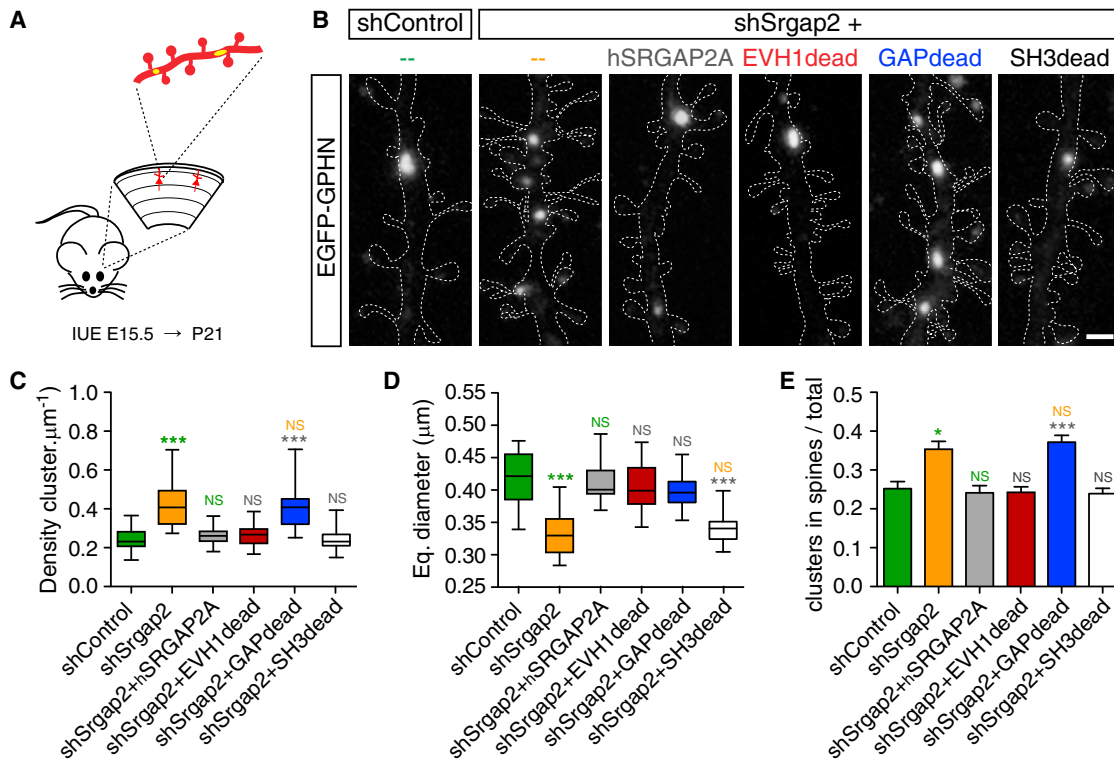 A
IUE E15.5 → P21
B
shControl
shSrgap2 +
--
--
hSRGAP2A
EVH1dead
GAPdead
SH3dead
EGFP-GPHN
C
Density cluster.μm⁻¹
1.0
0.8
0.6
0.4
0.2
0.0
***
NS
NS
NS
***
NS
shControl
shSrgap2
shSrgap2+hSRGAP2A
shSrgap2+EVH1dead
shSrgap2+GAPdead
shSrgap2+SH3dead
D
Eq. diameter (μm)
0.55
0.50
0.45
0.40
0.35
0.30
0.25
***
NS
NS
NS
NS
***
shControl
shSrgap2
shSrgap2+hSRGAP2A
shSrgap2+EVH1dead
shSrgap2+GAPdead
shSrgap2+SH3dead
E
clusters in spines / total
0.5
0.4
0.3
0.2
0.1
0.0
*
NS
NS
NS
***
NS
shControl
shSrgap2
shSrgap2+hSRGAP2A
shSrgap2+EVH1dead
shSrgap2+GAPdead
shSrgap2+SH3dead